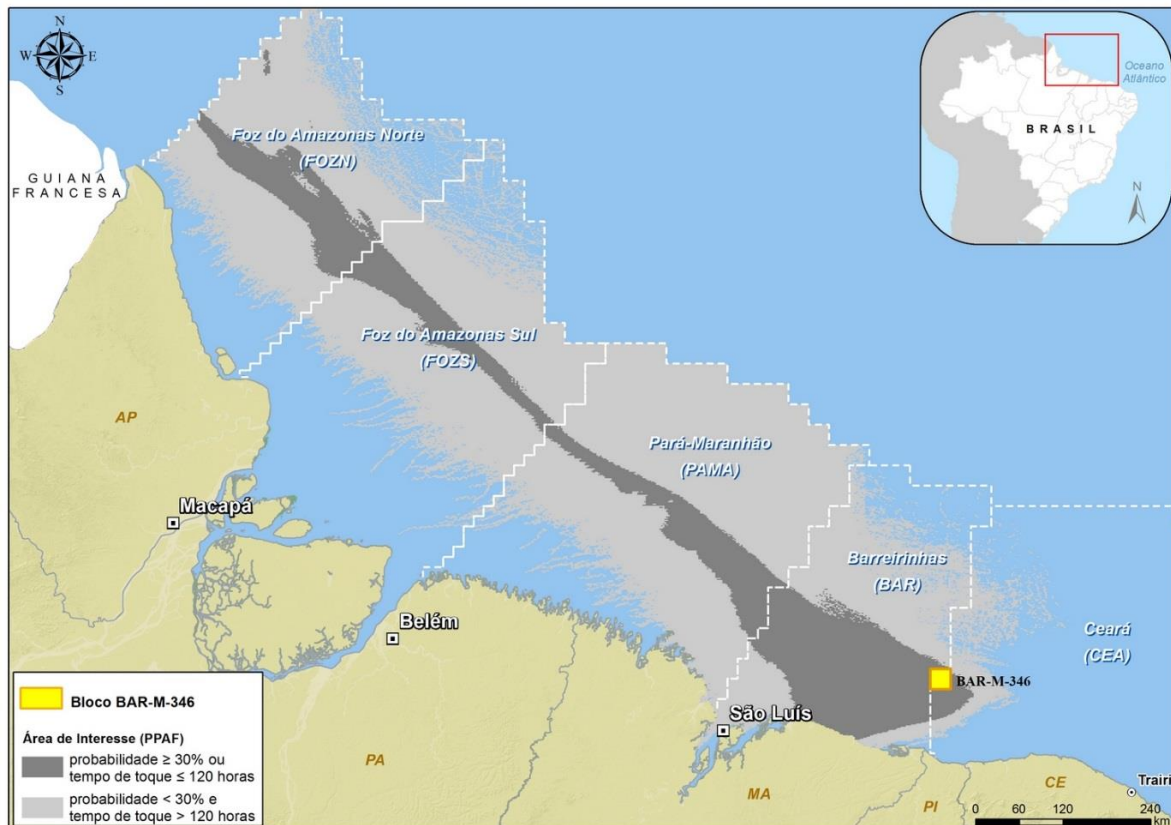 N
W
E
S
Oceano
Atlântico
BRASIL
N
Foz do Amazonas Norte
(FOZN)
GUIANA
FRANCESA
Foz do Amazonas Sul
(FOZS)
AP
Pará-Maranhão
(PAMA)
Macapá
Barreirinhas
(BAR)
Belém
Ceará
(CEA)
BAR-M-346
São Luís
PA
MA
PI
CE
Trairi
Bloco BAR-M-346
Área de Interesse (PPAF)
probabilidade ≥ 30% ou
tempo de toque ≤ 120 horas
probabilidade < 30% e
tempo de toque > 120 horas
0 60 120 240
km